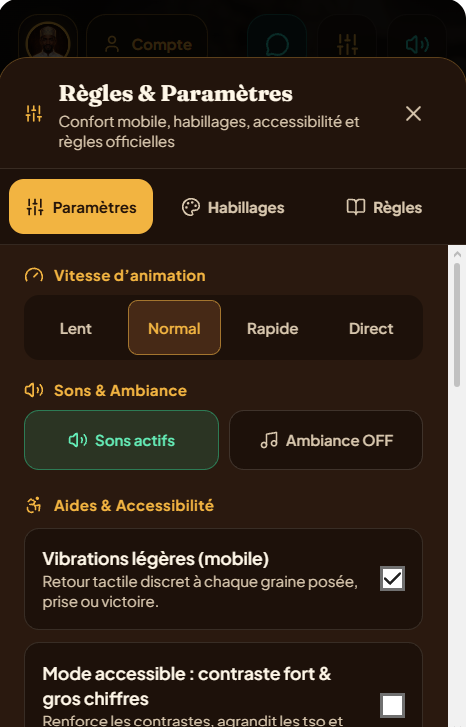 Compte
Règles & Paramètres
Confort mobile, habillages, accessibilité et
règles officielles
Paramètres
Habillages
Règles
Vitesse d'animation
Lent
Normal
Rapide
Direct
Sons & Ambiance
Sons actifs
Ambiance OFF
Aides & Accessibilité
Vibrations légères (mobile)
Retour tactile discret à chaque graine posée,
prise ou victoire.
Mode accessible : contraste fort &
gros chiffres
Renforce les contrastes, agrandit les tso et